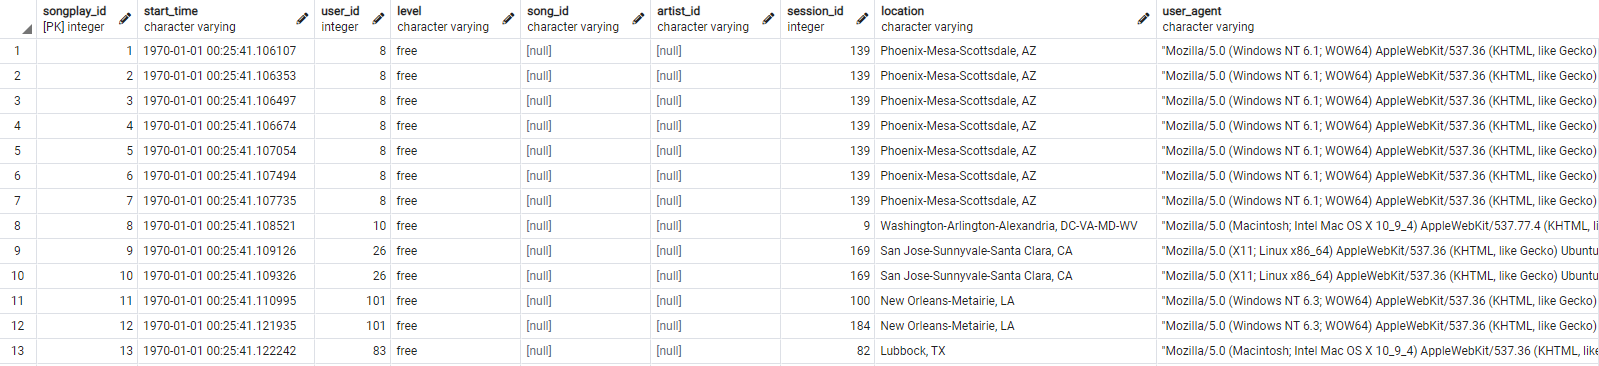 songplay_id start_time user_id level song_id artist_id session_id location user_agent
[PK] integer character varying integer character varying character varying character varying integer character varying character varying
1 1 1970-01-01 00:25:41.106107 8 free [null] [null] 139 Phoenix-Mesa-Scottsdale, AZ "Mozilla/5.0 (Windows NT 6.1; WOW64) AppleWebKit/537.36 (KHTML, like Gecko)
2 2 1970-01-01 00:25:41.106353 8 free [null] [null] 139 Phoenix-Mesa-Scottsdale, AZ "Mozilla/5.0 (Windows NT 6.1; WOW64) AppleWebKit/537.36 (KHTML, like Gecko)
3 3 1970-01-01 00:25:41.106497 8 free [null] [null] 139 Phoenix-Mesa-Scottsdale, AZ "Mozilla/5.0 (Windows NT 6.1; WOW64) AppleWebKit/537.36 (KHTML, like Gecko)
4 4 1970-01-01 00:25:41.106674 8 free [null] [null] 139 Phoenix-Mesa-Scottsdale, AZ "Mozilla/5.0 (Windows NT 6.1; WOW64) AppleWebKit/537.36 (KHTML, like Gecko)
5 5 1970-01-01 00:25:41.107054 8 free [null] [null] 139 Phoenix-Mesa-Scottsdale, AZ "Mozilla/5.0 (Windows NT 6.1; WOW64) AppleWebKit/537.36 (KHTML, like Gecko)
6 6 1970-01-01 00:25:41.107494 8 free [null] [null] 139 Phoenix-Mesa-Scottsdale, AZ "Mozilla/5.0 (Windows NT 6.1; WOW64) AppleWebKit/537.36 (KHTML, like Gecko)
7 7 1970-01-01 00:25:41.107735 8 free [null] [null] 139 Phoenix-Mesa-Scottsdale, AZ "Mozilla/5.0 (Windows NT 6.1; WOW64) AppleWebKit/537.36 (KHTML, like Gecko)
8 8 1970-01-01 00:25:41.108521 10 free [null] [null] 9 Washington-Arlington-Alexandria, DC-VA-MD-WV "Mozilla/5.0 (Macintosh; Intel Mac OS X 10_9_4) AppleWebKit/537.77.4 (KHTML, l
9 9 1970-01-01 00:25:41.109126 26 free [null] [null] 169 San Jose-Sunnyvale-Santa Clara, CA "Mozilla/5.0 (X11; Linux x86_64) AppleWebKit/537.36 (KHTML, like Gecko) Ubuntu
10 10 1970-01-01 00:25:41.109326 26 free [null] [null] 169 San Jose-Sunnyvale-Santa Clara, CA "Mozilla/5.0 (X11; Linux x86_64) AppleWebKit/537.36 (KHTML, like Gecko) Ubuntu
11 11 1970-01-01 00:25:41.110995 101 free [null] [null] 100 New Orleans-Metairie, LA "Mozilla/5.0 (Windows NT 6.3; WOW64) AppleWebKit/537.36 (KHTML, like Gecko)
12 12 1970-01-01 00:25:41.121935 101 free [null] [null] 184 New Orleans-Metairie, LA "Mozilla/5.0 (Windows NT 6.3; WOW64) AppleWebKit/537.36 (KHTML, like Gecko)
13 13 1970-01-01 00:25:41.122242 83 free [null] [null] 82 Lubbock, TX "Mozilla/5.0 (Macintosh; Intel Mac OS X 10_9_4) AppleWebKit/537.36 (KHTML, like